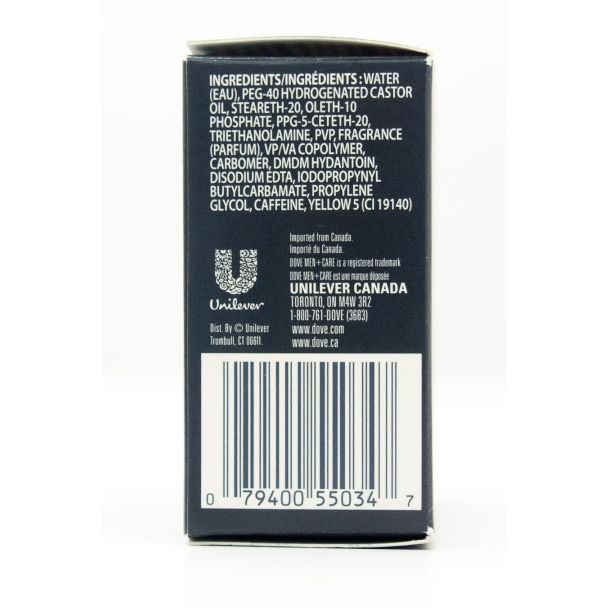 INGREDIENTS/INGRÉDIENTS : WATER
(EAU), PEG-40 HYDROGENATED CASTOR
OIL, STEARETH-20, OLETH-10
PHOSPHATE, PPG-5-CETETH-20,
TRIETHANOLAMINE, PVP, FRAGRANCE
(PARFUM), VP/VA COPOLYMER,
CARBOMER, DMDM HYDANTOIN,
DISODIUM EDTA, IODOPROPYNYL
BUTYLCARBAMATE, PROPYLENE
GLYCOL, CAFFEINE, YELLOW 5 (CI 19140)
Imported from Canada.
Importé du Canada.
DOVE MEN+CARE is a registered trademark
DOVE MEN+CARE est une marque déposée
UNILEVER CANADA
TORONTO, ON M4W 3R2
1-800-761-DOVE (3683)
www.dove.com
www.dove.ca
Unilever
Dist. By © Unilever
Trumbull, CT 06611.
0 79400 55034 7